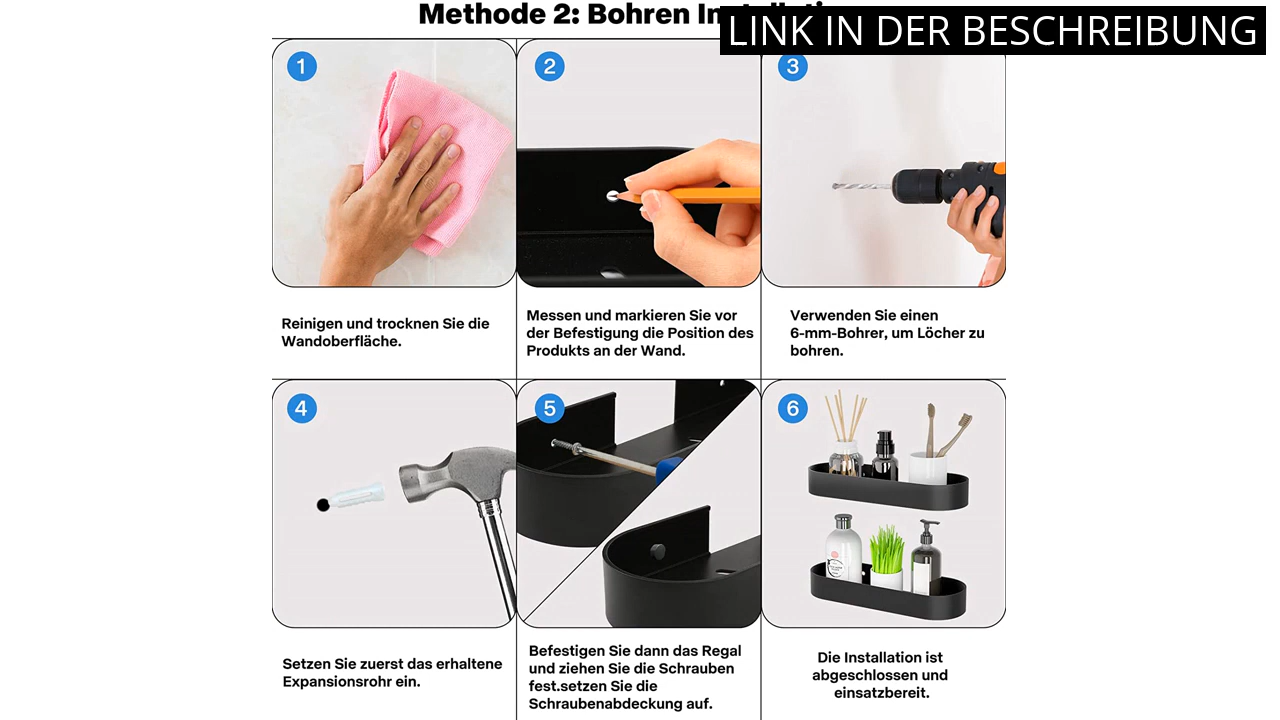 Methode 2: Bohren
LINK IN DER BESCHREIBUNG
1
2
3
Reinigen und trocknen Sie die
Wandoberfläche.
Messen und markieren Sie vor
der Befestigung die Position des
Produkts an der Wand.
Verwenden Sie einen
6-mm-Bohrer, um Löcher zu
bohren.
4
5
6
Setzen Sie zuerst das erhaltene
Expansionsrohr ein.
Befestigen Sie dann das Regal
und ziehen Sie die Schrauben
fest.setzen Sie die
Schraubenabdeckung auf.
Die Installation ist
abgeschlossen und
einsatzbereit.